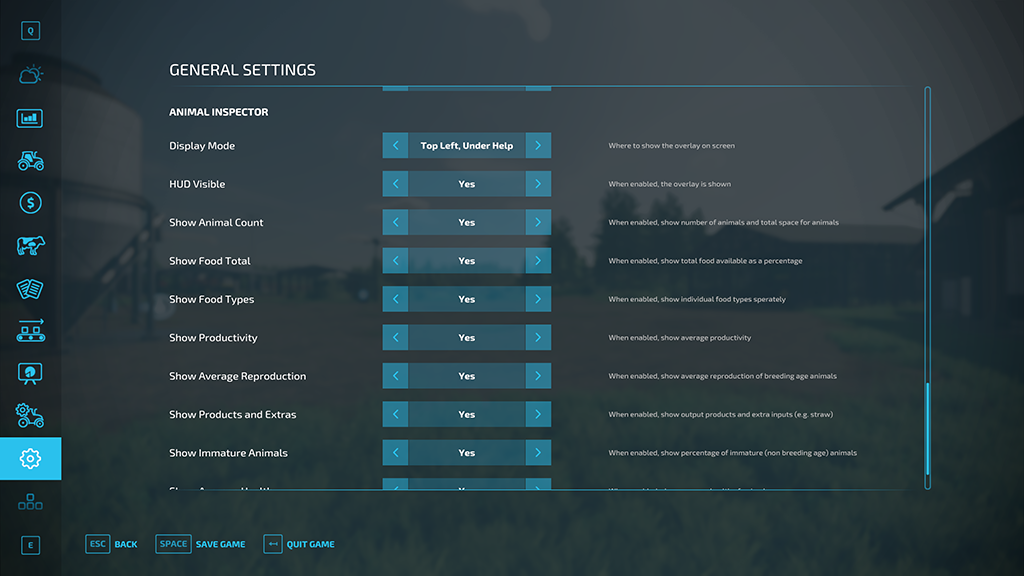 Q
GENERAL SETTINGS
ANIMAL INSPECTOR
Display Mode Top Left, Under Help Where to show the overlay on screen
HUD Visible Yes When enabled, the overlay is shown
Show Animal Count Yes When enabled, show number of animals and total space for animals
Show Food Total Yes When enabled, show total food available as a percentage
Show Food Types Yes When enabled, show individual food types sperately
Show Productivity Yes When enabled, show average productivity
Show Average Reproduction Yes When enabled, show average reproduction of breeding age animals
Show Products and Extras Yes When enabled, show output products and extra inputs (e.g. straw)
Show Immature Animals Yes When enabled, show percentage of immature (non breeding age) animals
E
ESC BACK SPACE SAVE GAME QUIT GAME